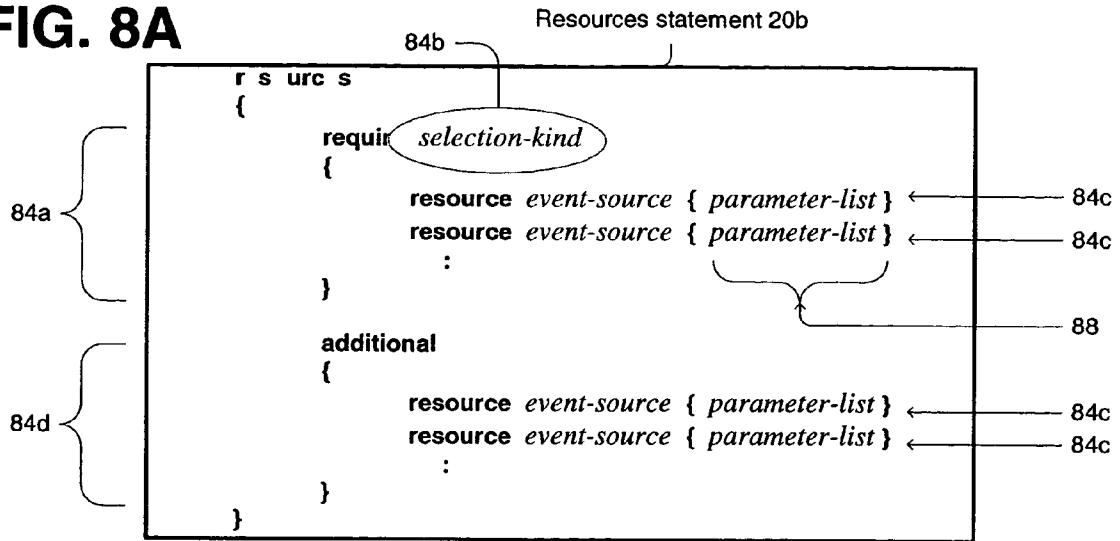 FIG. 8A
Resources statement 20b
84b
r s urc s
{
requir selection-kind
{
84a
resource event-source { parameter-list } 84c
resource event-source { parameter-list } 84c
:
}
88
additional
{
84d
resource event-source { parameter-list } 84c
resource event-source { parameter-list } 84c
:
}
}